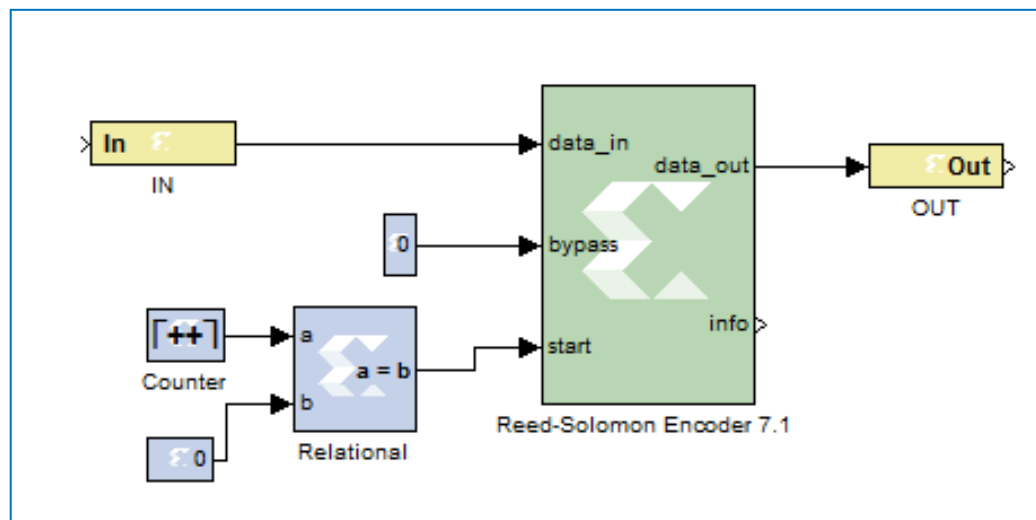 In
IN
data_in
data_out
Out
OUT
0
bypass
info
++
a
start
Counter
a = b
b
Reed-Solomon Encoder 7.1
Relational
0